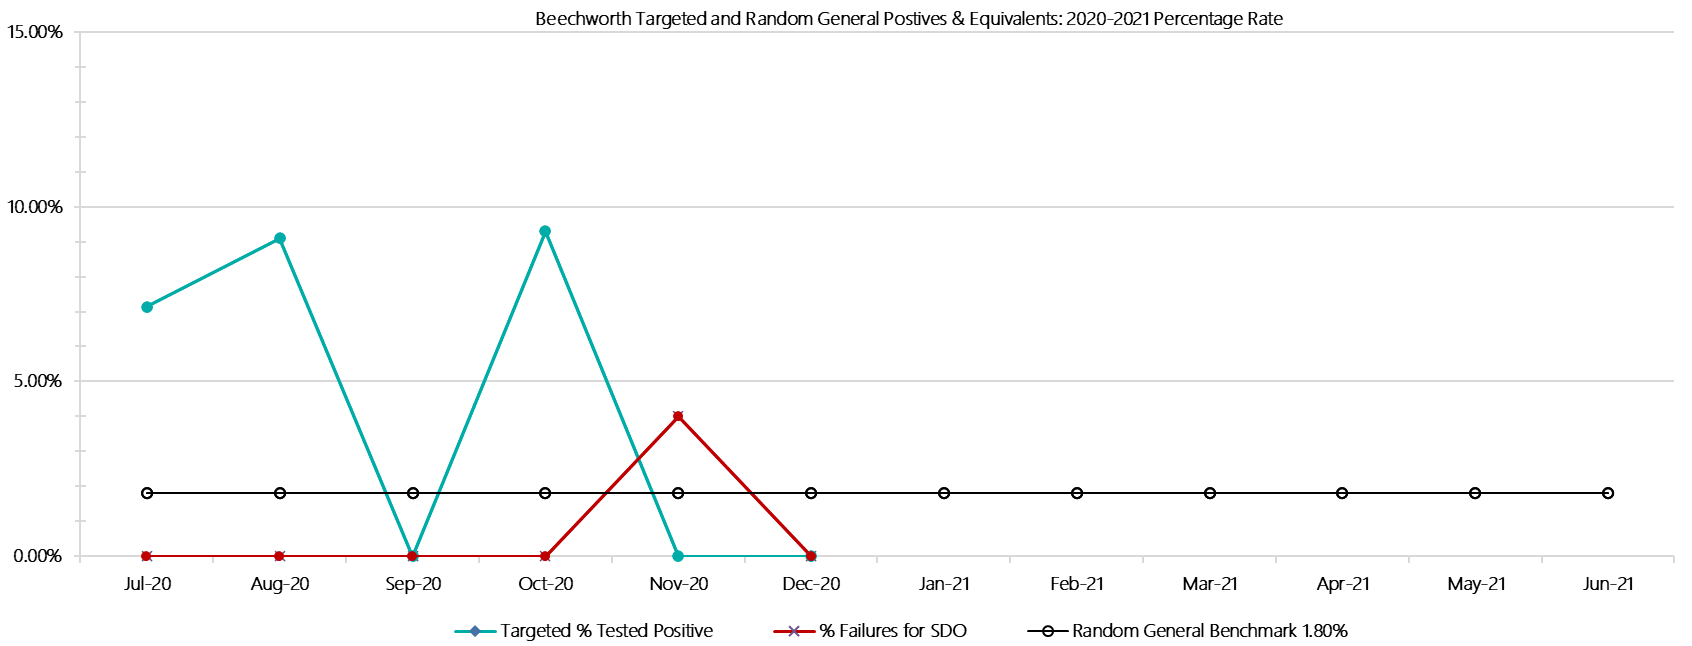 Beechworth Targeted and Random General Postives & Equivalents: 2020-2021 Percentage Rate
15.00%
10.00%
5.00%
0.00%
Jul-20 Aug-20 Sep-20 Oct-20 Nov-20 Dec-20 Jan-21 Feb-21 Mar-21 Apr-21 May-21 Jun-21
Targeted % Tested Positive % Failures for SDO Random General Benchmark 1.80%